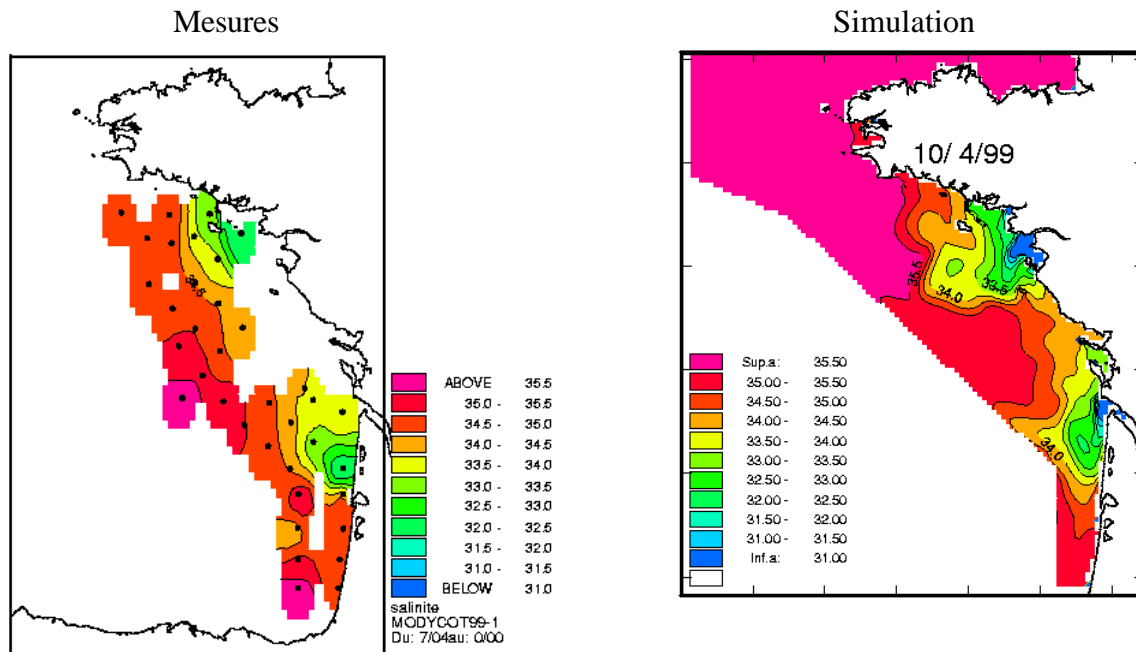 Mesures
Simulation
10/ 4/99
35.5
34.0
33.5
34.0
ABOVE 35.5
35.0 - 35.5
34.5 - 35.0
34.0 - 34.5
33.5 - 34.0
33.0 - 33.5
32.5 - 33.0
32.0 - 32.5
31.5 - 32.0
31.0 - 31.5
BELOW 31.0
salinite
MODYCOT99-1
Du: 7/04au: 0/00
Sup.a: 35.50
35.00 - 35.50
34.50 - 35.00
34.00 - 34.50
33.50 - 34.00
33.00 - 33.50
32.50 - 33.00
32.00 - 32.50
31.50 - 32.00
31.00 - 31.50
Inf.a: 31.00